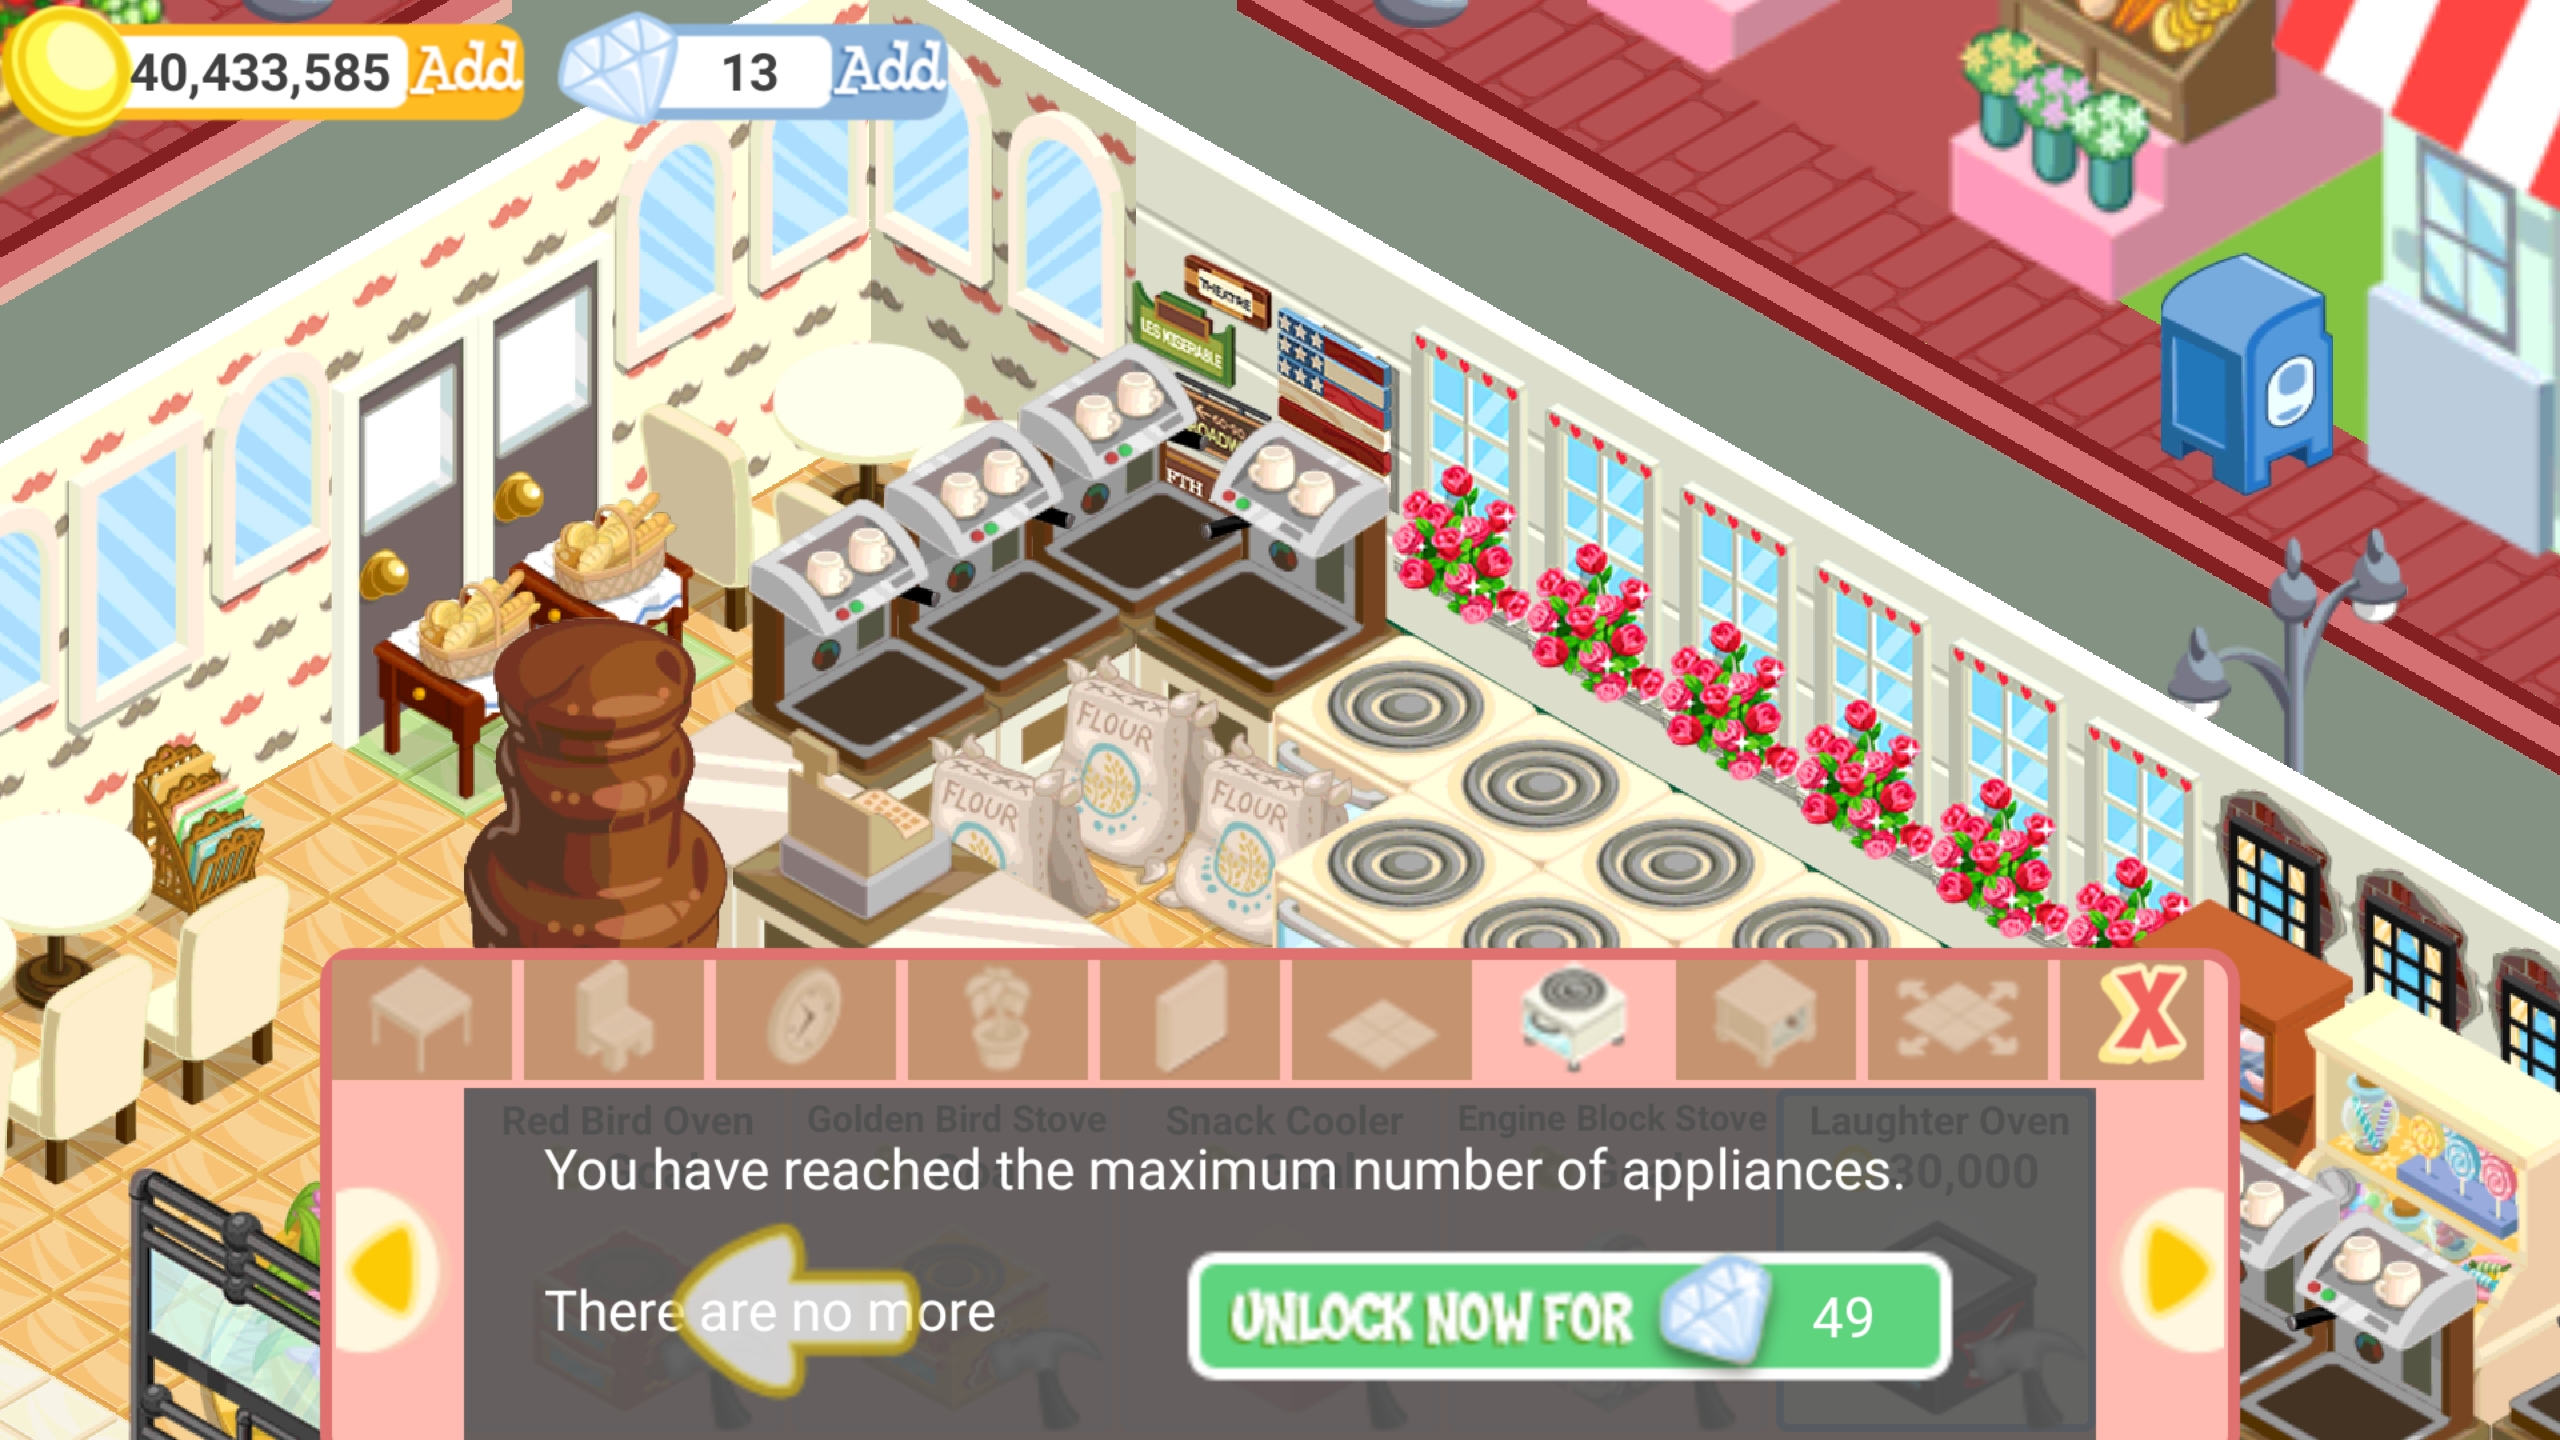 40,433,585 Add
13 Add
THEATRE
LES MISERABLE
FLOUR
FLOUR
FLOUR
Red Bird Oven
Golden Bird Stove
Snack Cooler
Engine Block Stove
Laughter Oven
30,000
You have reached the maximum number of appliances.
There are no more
UNLOCK NOW FOR 49
X